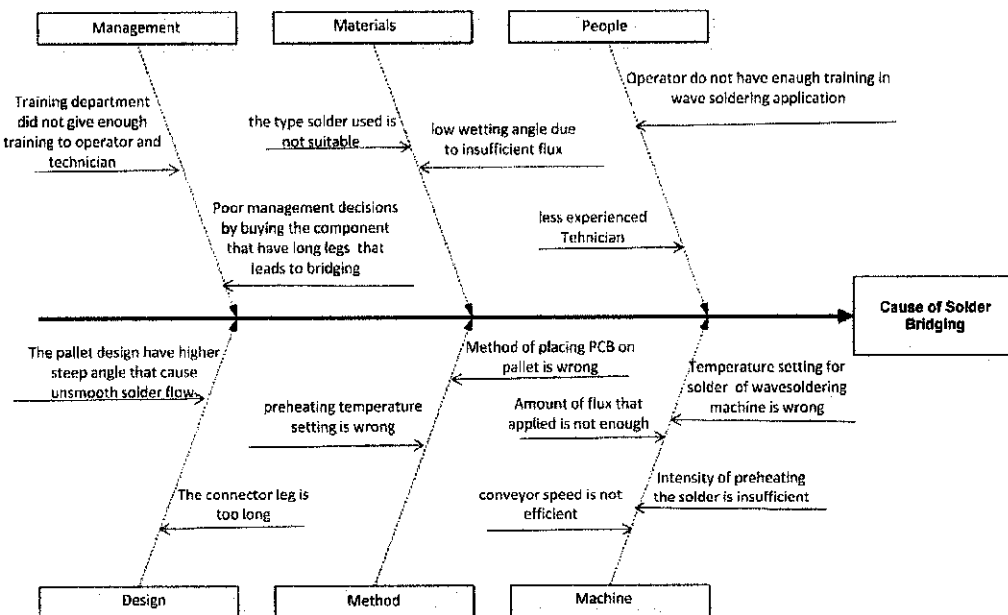 Management
Materials
People
Training department
did not give enough
training to operator and
technician
Poor management decisions
by buying the component
that have long legs that
leads to bridging
the type solder used is
not suitable
low wetting angle due
to insufficient flux
Operator do not have enaugh training in
wave soldering application
less experienced
Tehnician
Cause of Solder
Bridging
The pallet design have higher
steep angle that cause
unsmooth solder flow
The connector leg is
too long
Method of placing PCB on
pallet is wrong
preheating temperature
setting is wrong
Temperature setting for
solder of wavesoldering
machine is wrong
Amount of flux that
applied is not enough
Intensity of preheating
the solder is insufficient
conveyor speed is not
efficient
Design
Method
Machine